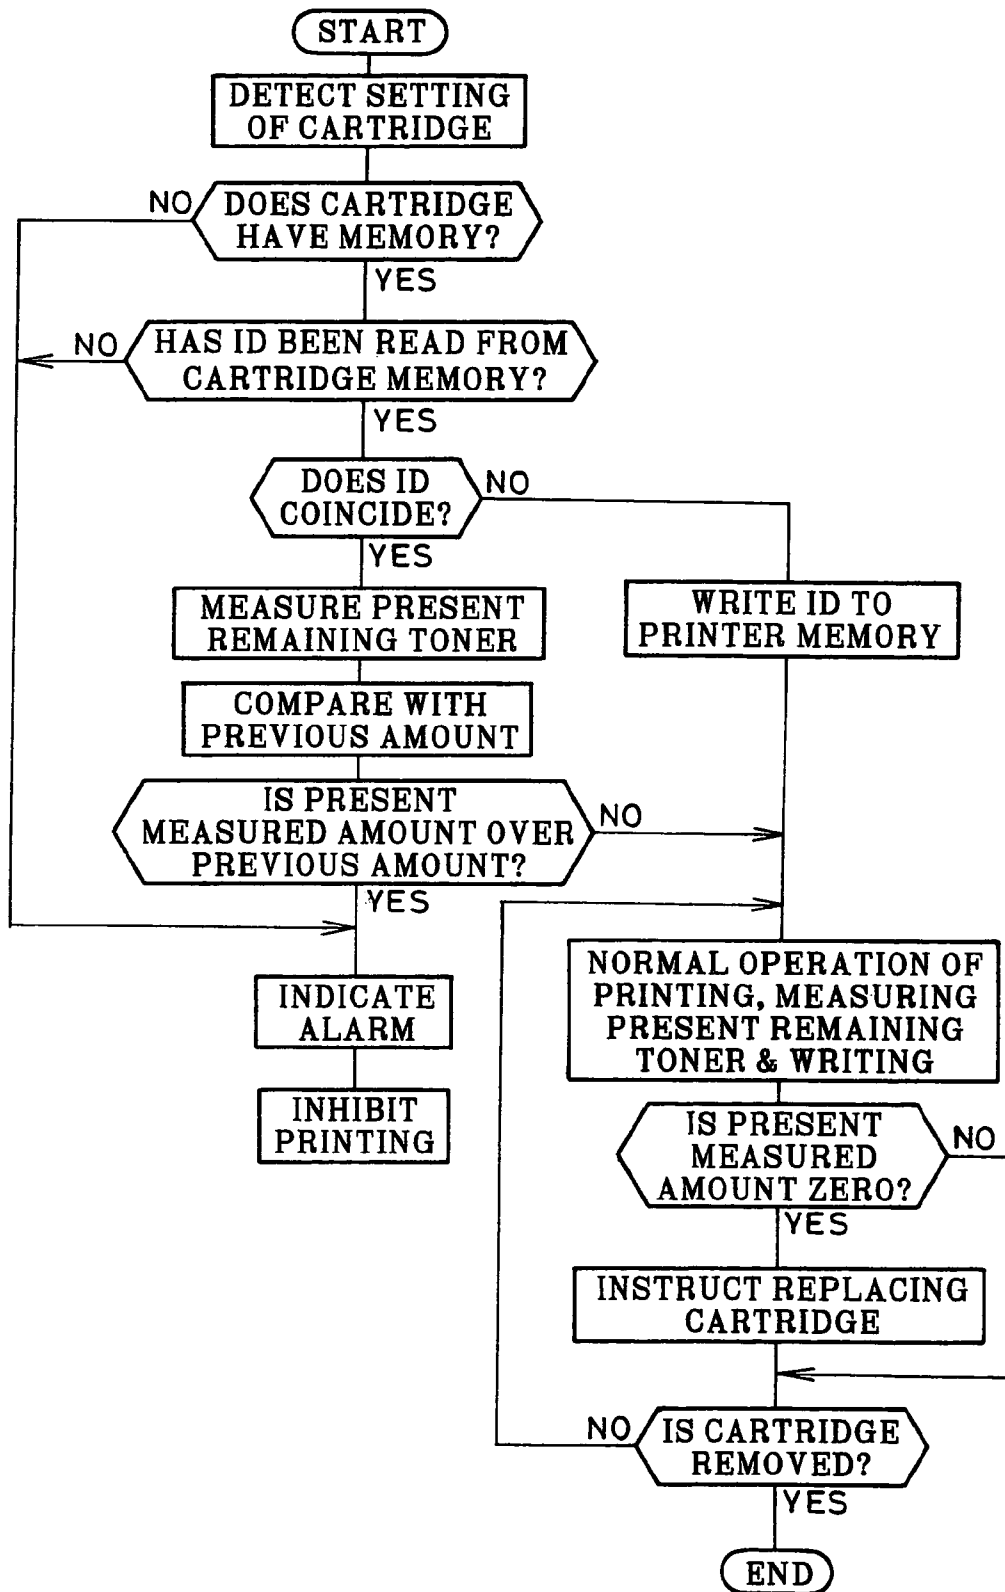 START
DETECT SETTING
OF CARTRIDGE
NO
DOES CARTRIDGE
HAVE MEMORY?
YES
NO
HAS ID BEEN READ FROM
CARTRIDGE MEMORY?
YES
DOES ID
COINCIDE?
NO
YES
MEASURE PRESENT
REMAINING TONER
WRITE ID TO
PRINTER MEMORY
COMPARE WITH
PREVIOUS AMOUNT
IS PRESENT
MEASURED AMOUNT OVER
PREVIOUS AMOUNT?
NO
YES
INDICATE
ALARM
INHIBIT
PRINTING
NORMAL OPERATION OF
PRINTING, MEASURING
PRESENT REMAINING
TONER & WRITING
IS PRESENT
MEASURED
AMOUNT ZERO?
NO
YES
INSTRUCT REPLACING
CARTRIDGE
NO
IS CARTRIDGE
REMOVED?
YES
END